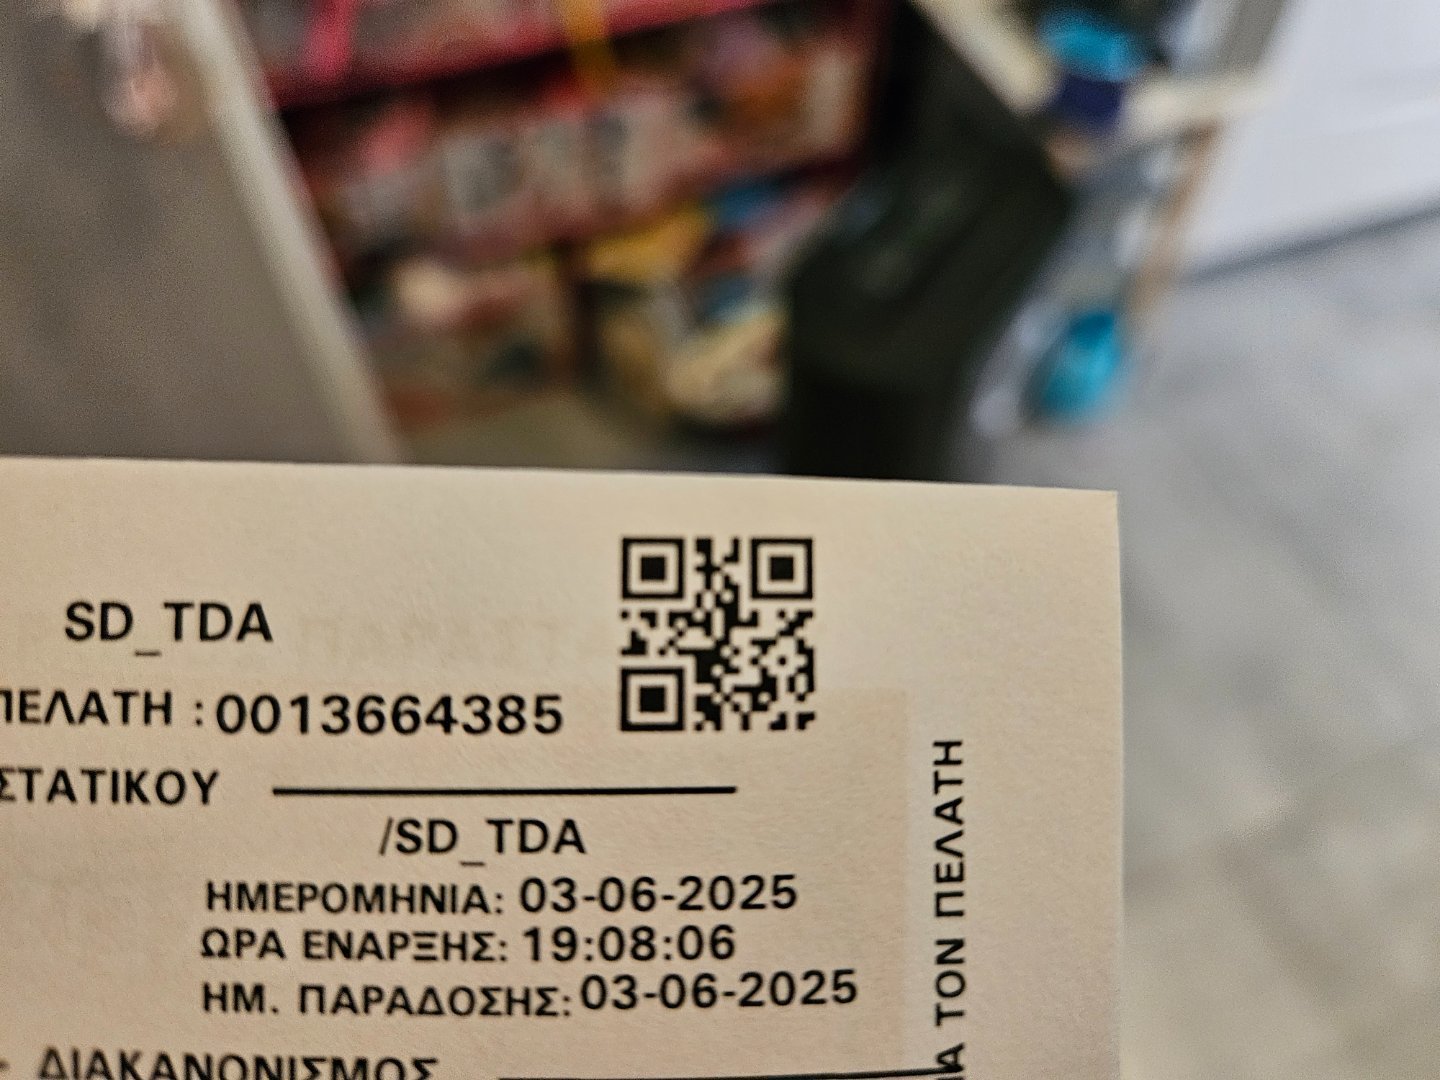 SD_TDA
ΠΕΛΑΤΗ : 0013664385
ΣΤΑΤΙΚΟΥ
/SD_TDA
ΗΜΕΡΟΜΗΝΙΑ: 03-06-2025
ΩΡΑ ΕΝΑΡΞΗΣ: 19:08:06
ΗΜ. ΠΑΡΑΔΟΣΗΣ: 03-06-2025
- ΔΙΑΚΑΝΟΝΙΣΜΟΣ
ΙΑ ΤΟΝ ΠΕΛΑΤΗ